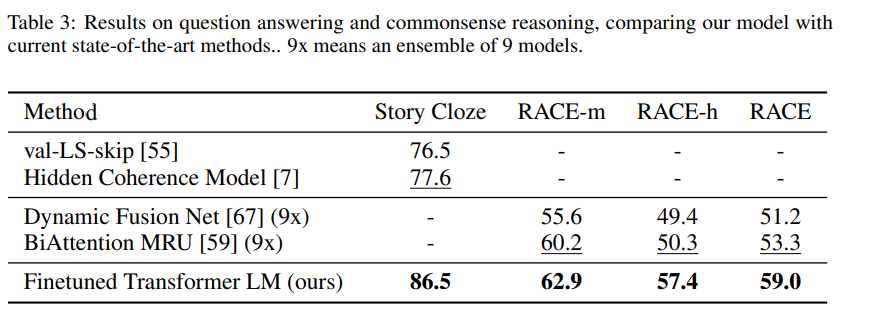 Table 3: Results on question answering and commonsense reasoning, comparing our model with
current state-of-the-art methods.. 9x means an ensemble of 9 models.
Method Story Cloze RACE-m RACE-h RACE
val-LS-skip [55] 76.5 - - -
Hidden Coherence Model [7] 77.6 - - -
Dynamic Fusion Net [67] (9x) - 55.6 49.4 51.2
BiAttention MRU [59] (9x) - 60.2 50.3 53.3
Finetuned Transformer LM (ours) 86.5 62.9 57.4 59.0